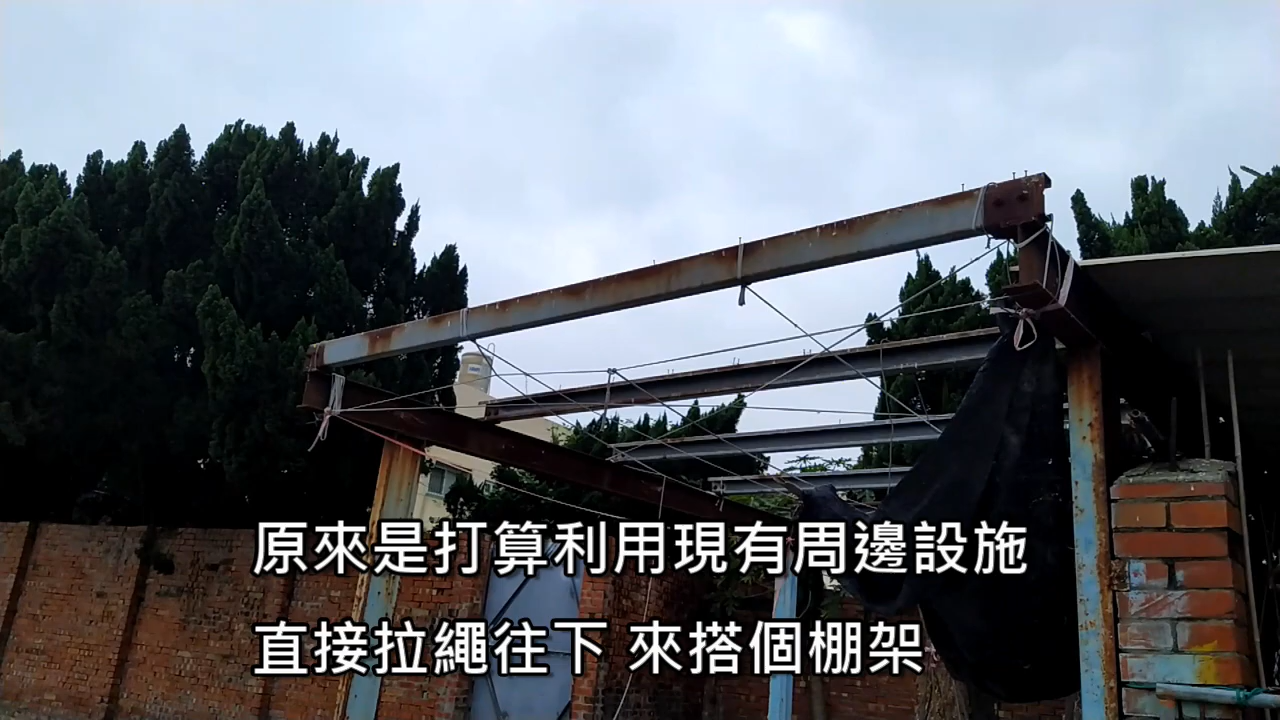 原來是打算利用現有周邊設施
直接拉繩往下 來搭個棚架